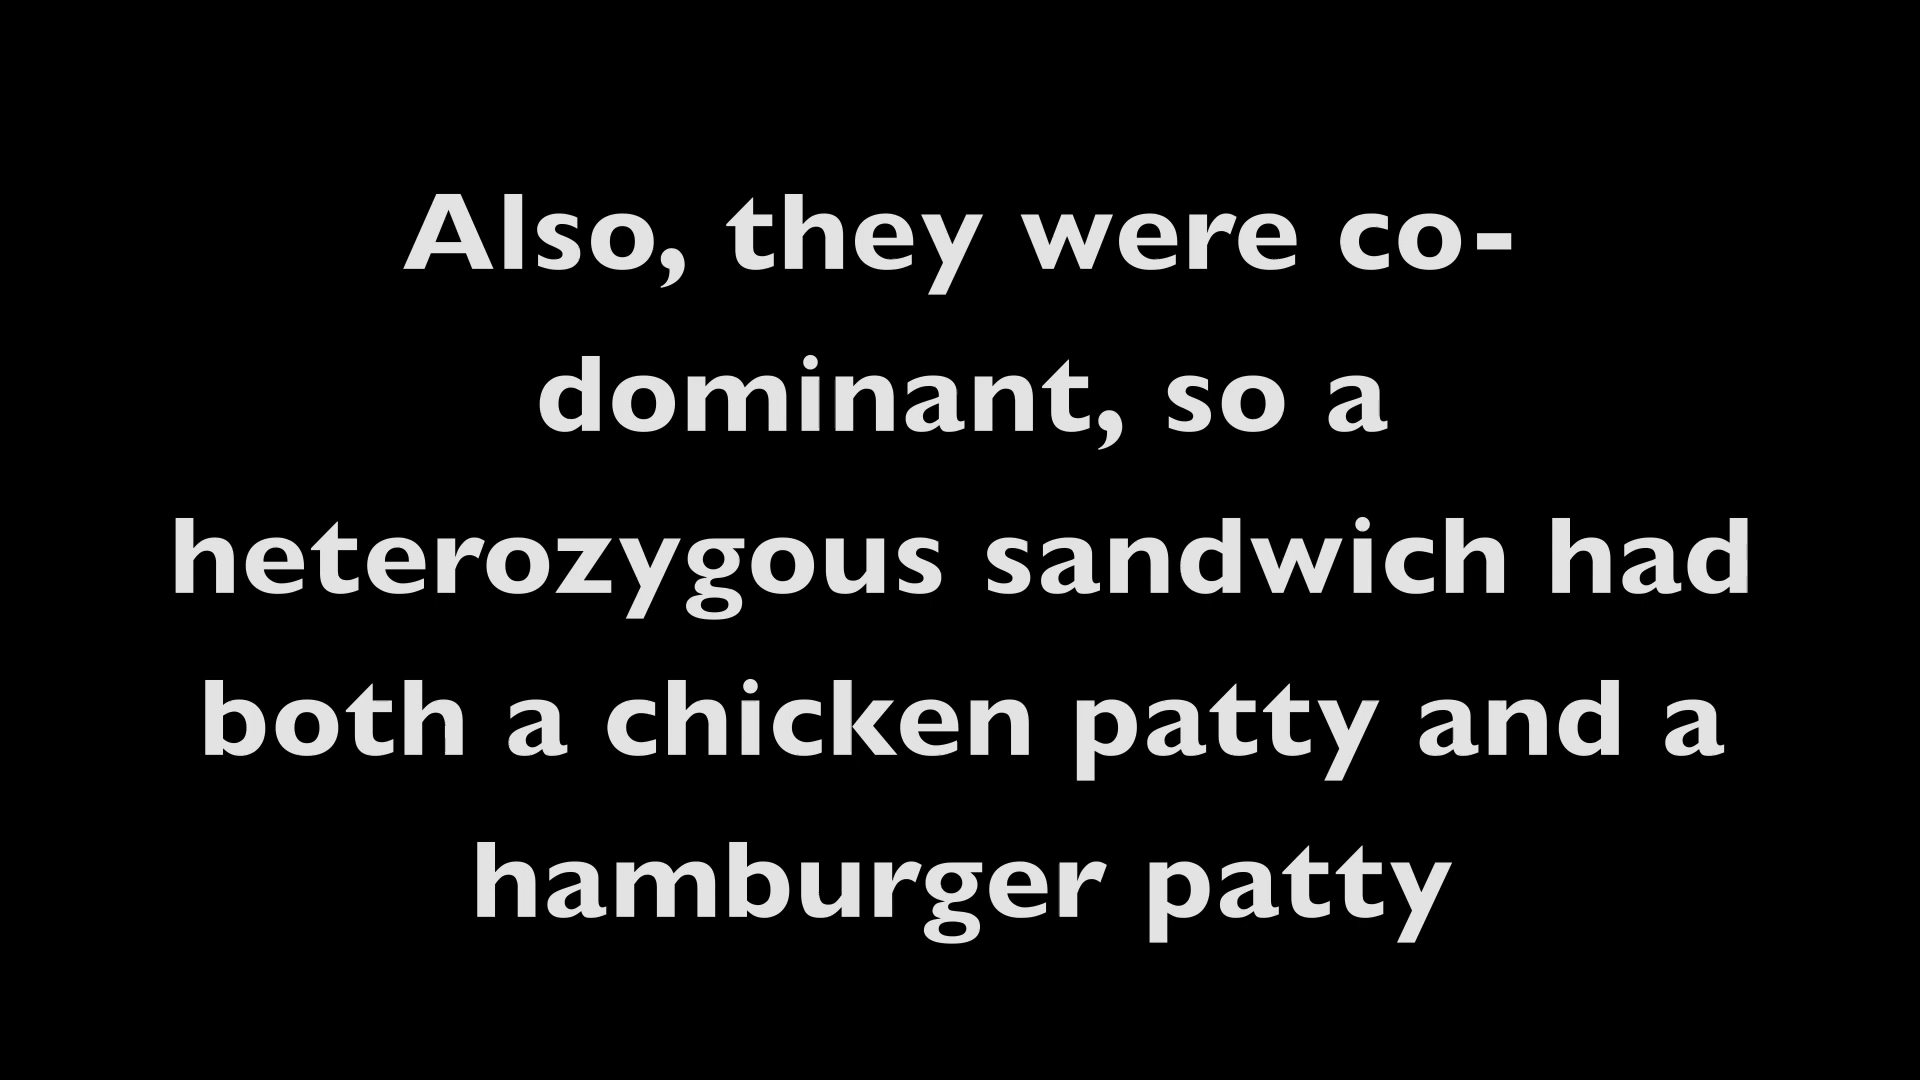 Also, they were co-
dominant, so a
heterozygous sandwich had
both a chicken patty and a
hamburger patty